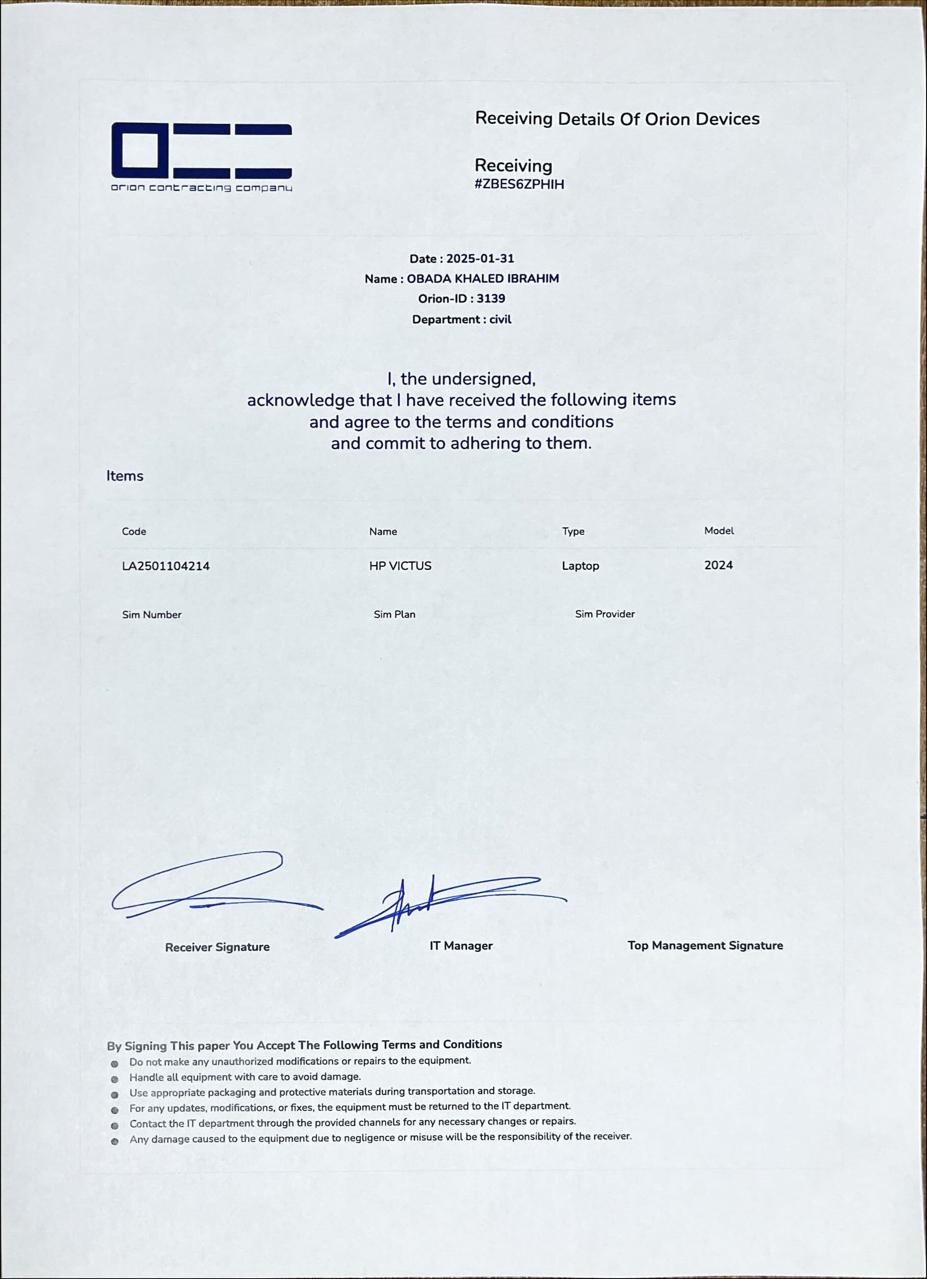 orion contracting company
Receiving Details Of Orion Devices
Receiving
#ZBES6ZPHIH
Date : 2025-01-31
Name : OBADA KHALED IBRAHIM
Orion-ID : 3139
Department : civil
I, the undersigned,
acknowledge that I have received the following items
and agree to the terms and conditions
and commit to adhering to them.
Items
Code Name Type Model
LA2501104214 HP VICTUS Laptop 2024
Sim Number Sim Plan Sim Provider
Receiver Signature IT Manager Top Management Signature
By Signing This paper You Accept The Following Terms and Conditions
Do not make any unauthorized modifications or repairs to the equipment.
Handle all equipment with care to avoid damage.
Use appropriate packaging and protective materials during transportation and storage.
For any updates, modifications, or fixes, the equipment must be returned to the IT department.
Contact the IT department through the provided channels for any necessary changes or repairs.
Any damage caused to the equipment due to negligence or misuse will be the responsibility of the receiver.